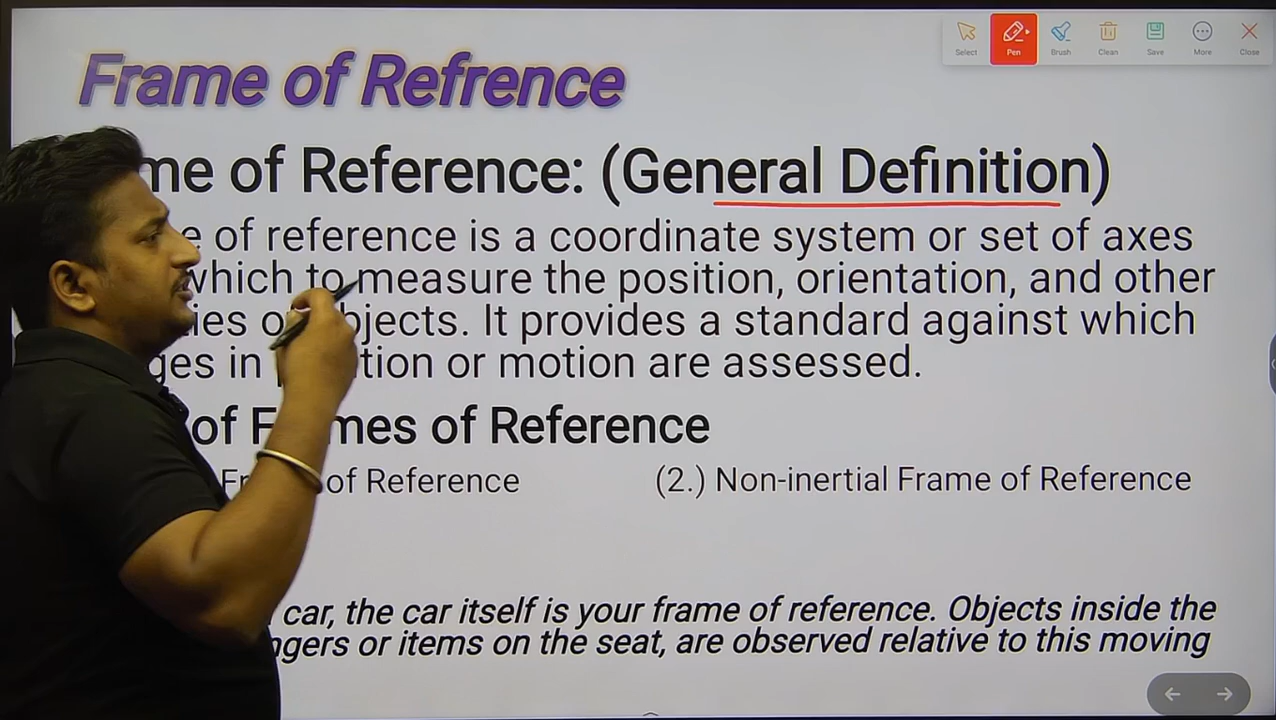 Select Pen Brush Clean Save More Close
Frame of Refrence
me of Reference: (General Definition)
e of reference is a coordinate system or set of axes
which to measure the position, orientation, and other
ies o bjects. It provides a standard against which
ges in tion or motion are assessed.
of F mes of Reference
Fr of Reference (2.) Non-inertial Frame of Reference
car, the car itself is your frame of reference. Objects inside the
ngers or items on the seat, are observed relative to this moving